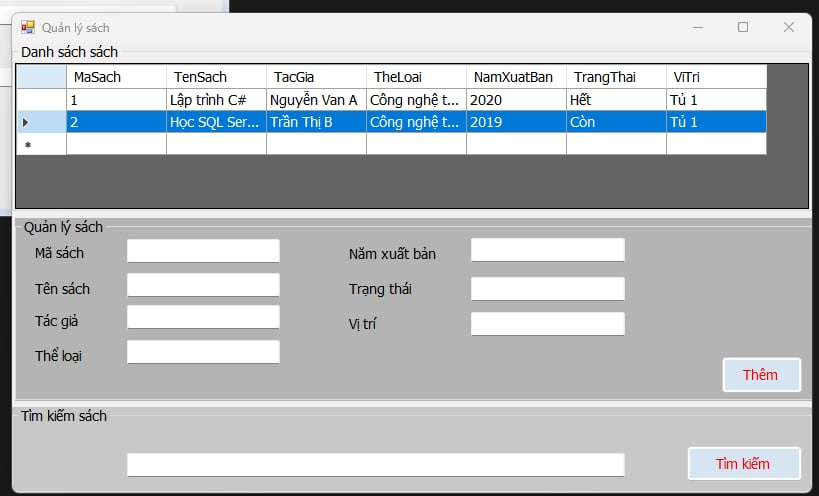 Quản lý sách
Danh sách sách
MaSach TenSach TacGia TheLoai NamXuatBan TrangThai ViTri
1 Lập trình C# Nguyễn Van A Công nghệ t... 2020 Hết Tủ 1
2 Học SQL Ser... Trần Thị B Công nghệ t... 2019 Còn Tủ 1
Quản lý sách
Mã sách Năm xuất bản
Tên sách Trạng thái
Tác giả Vị trí
Thể loại
Thêm
Tìm kiếm sách
Tìm kiếm